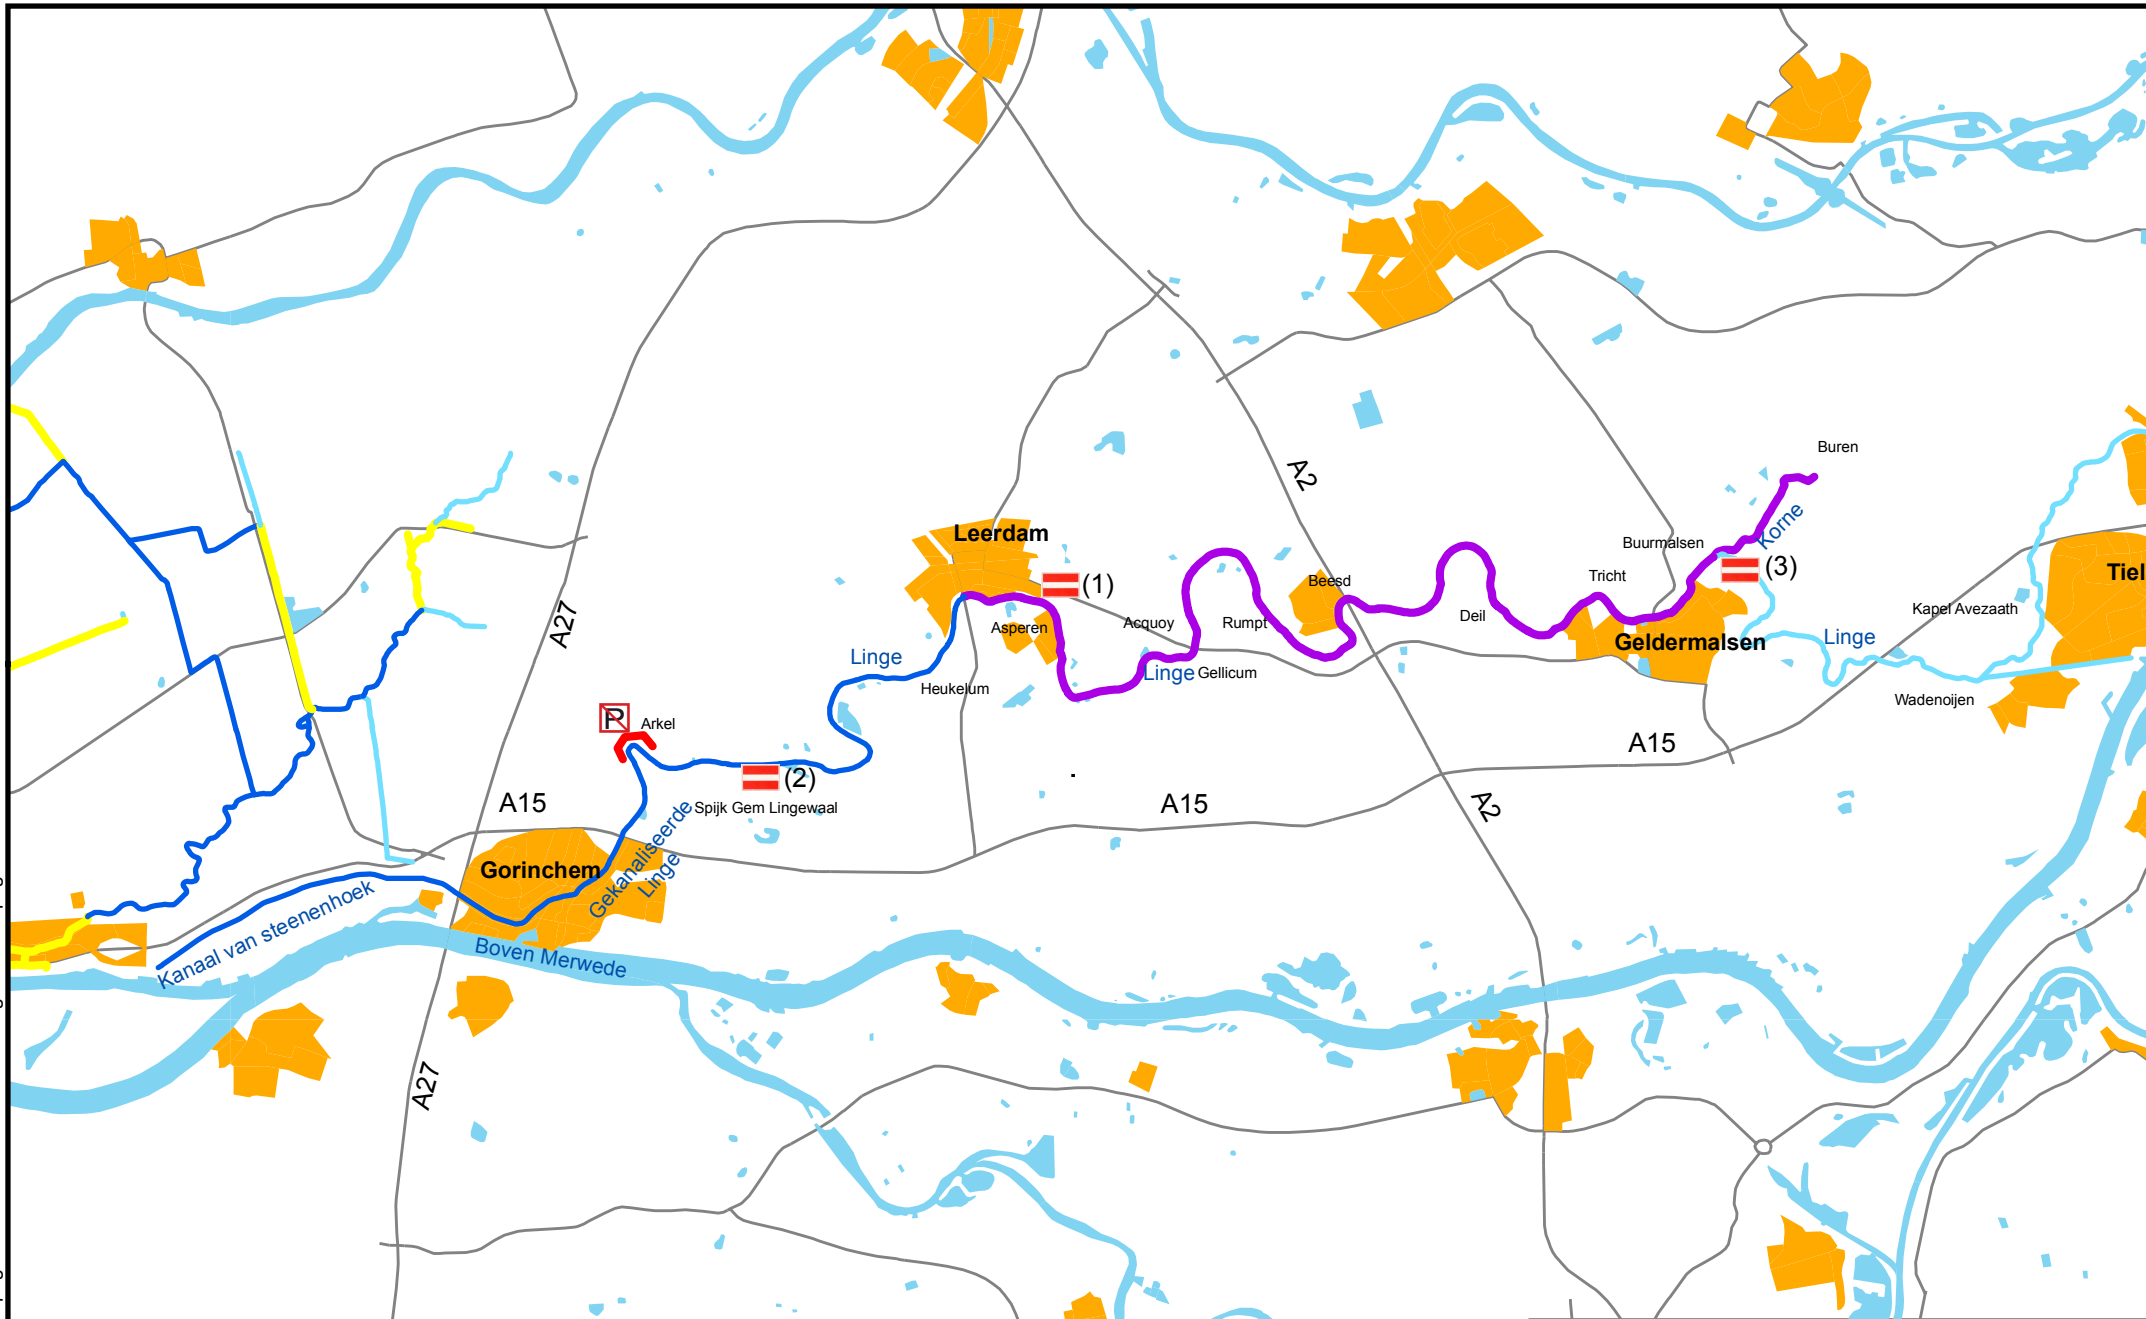 Buren
A2
Korne
Leerdam
Buurmalsen
(3)
Tiel
Tricht
Beesd
(1)
Kapel Avezaath
Asperen
Acquoy
Rumpt
Deil
A27
Geldermalsen
Linge
Linge
Linge
Gellicum
Heukelum
Wadenoijen
P
Arkel
A15
(2)
A15
A15
Spijk Gem Lingewaal
A2
Gorinchem
Gekanaliseerde
Linge
Kanaal van steenenhoek
Boven Merwede
A27